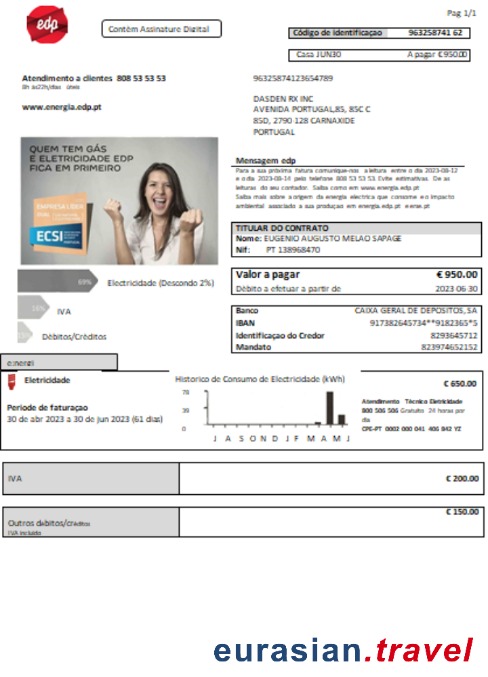 Pag 1/1
edp
Contém Assinature Digital
Código de identificaçao 963258741 62
Casa JUN30 A pagar €950.00
Atendimento a clientes 808 53 53 53
8h às22h/dias úteis
www.energia.edp.pt
96325874123654789
DASDEN RX INC
AVENIDA PORTUGAL,85, 85C C
85D, 2790 128 CARNAXIDE
PORTUGAL
QUEM TEM GÁS
E ELETRICIDADE EDP
FICA EM PRIMEIRO
EMPRESA LÍDER
ECSI
Mensagem edp
Para a sua próxima fatura comunique-nos a leitura entre o dia 2023-08-12
e o dia 2023-08-14 pelo telefone 808 53 53 53. Evite estimativas. De as
leituras do seu contador. Saiba como em www.energia.edp.pt
Saiba mais sobre a origem da energia electrica que consome e o impacto
ambiental associado a sua produçao em energia.edp.pt e erse.pt
TITULAR DO CONTRATO
Nome: EUGENIO AUGUSTO MELAO SAPAGE
Nif: PT 138968470
69% Electricidade (Descondo 2%)
16% IVA
15% Débitos/Créditos
Valor a pagar € 950.00
Débito a efetuar a partir de 2023 06 30
Banco CAIXA GERAL DE DEPOSITOS, SA
IBAN 917382645734**9182365*5
Identificaçao do Credor 8293645712
Mandato 823974652152
e:nergi
Eletricidade
Periode de faturaçao
30 de abr 2023 a 30 de jun 2023 (61 dias)
Historico de Consumo de Electricidade (kWh)
78
39
0
J A S O N D J F M A M J
€ 650.00
Atendimento Técnica Eletricidade
800 506 506 Gratuito 24 horas por
dia
CPE-PT 0002 000 041 406 842 YZ
IVA € 200.00
Outros débitos/créditos € 150.00
IVA incluido
eurasian.travel